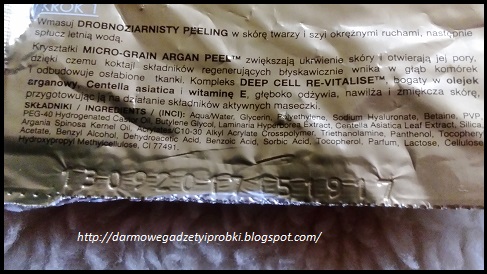 KROK 1
Wmasuj DROBNOZIARNISTY PEELING w skórę twarzy i szyi okrężnymi ruchami, następnie
spłucz letnią wodą.
Kryształki MICRO-GRAIN ARGAN PEEL™ zwiększają ukrwienie skóry i otwierają jej pory,
dzięki czemu koktajl składników regenerujących błyskawicznie wnika w głąb komórek
i odbudowuje osłabione tkanki. Kompleks DEEP CELL RE-VITALISE™, bogaty w olejek
arganowy, Centella asiatica i witaminę E, głęboko odżywia, nawilża i zmiękcza skórę,
przygotowując ją na działanie składników aktywnych maseczki.
SKŁADNIKI / INGREDIENTS / (INCI): Aqua/Water, Glycerin, Polyethylene, Sodium Hyaluronate, Betaine, PVP,
PEG-40 Hydrogenated Castor Oil, Butylene Glycol, Laminaria Hyperborea Extract, Centella Asiatica Leaf Extract, Silica,
Argania Spinosa Kernel Oil, Acrylates/C10-30 Alkyl Acrylate Crosspolymer, Triethanolamine, Panthenol, Tocophery
Acetate, Benzyl Alcohol, Dehydroacetic Acid, Benzoic Acid, Sorbic Acid, Tocopherol, Parfum, Lactose, Cellulose
Hydroxypropyl Methylcellulose, CI 77491.
http://darmowegadzetyiprobki.blogspot.com/